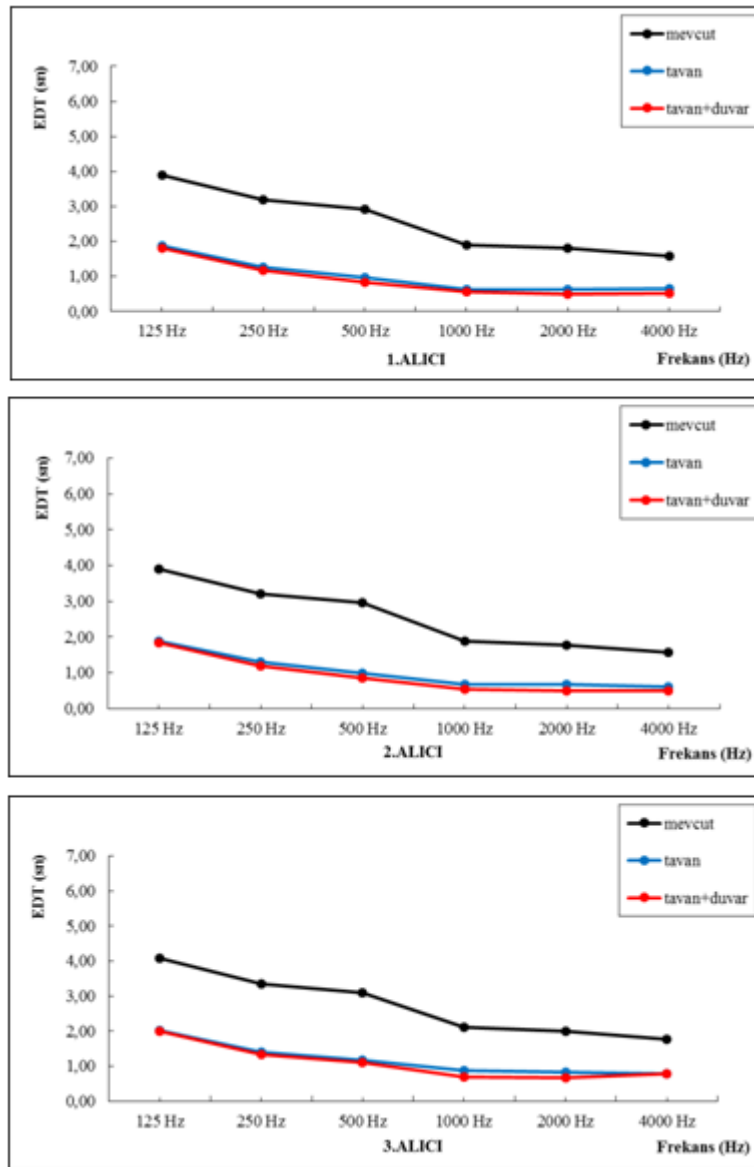 mevcut
tavan
tavan+duvar
EDT (sn)
7,00
6,00
5,00
4,00
3,00
2,00
1,00
0,00
125 Hz 250 Hz 500 Hz 1000 Hz 2000 Hz 4000 Hz
1.ALICI Frekans (Hz)
mevcut
tavan
tavan+duvar
EDT (sn)
7,00
6,00
5,00
4,00
3,00
2,00
1,00
0,00
125 Hz 250 Hz 500 Hz 1000 Hz 2000 Hz 4000 Hz
2.ALICI Frekans (Hz)
mevcut
tavan
tavan+duvar
EDT (sn)
7,00
6,00
5,00
4,00
3,00
2,00
1,00
0,00
125 Hz 250 Hz 500 Hz 1000 Hz 2000 Hz 4000 Hz
3.ALICI Frekans (Hz)